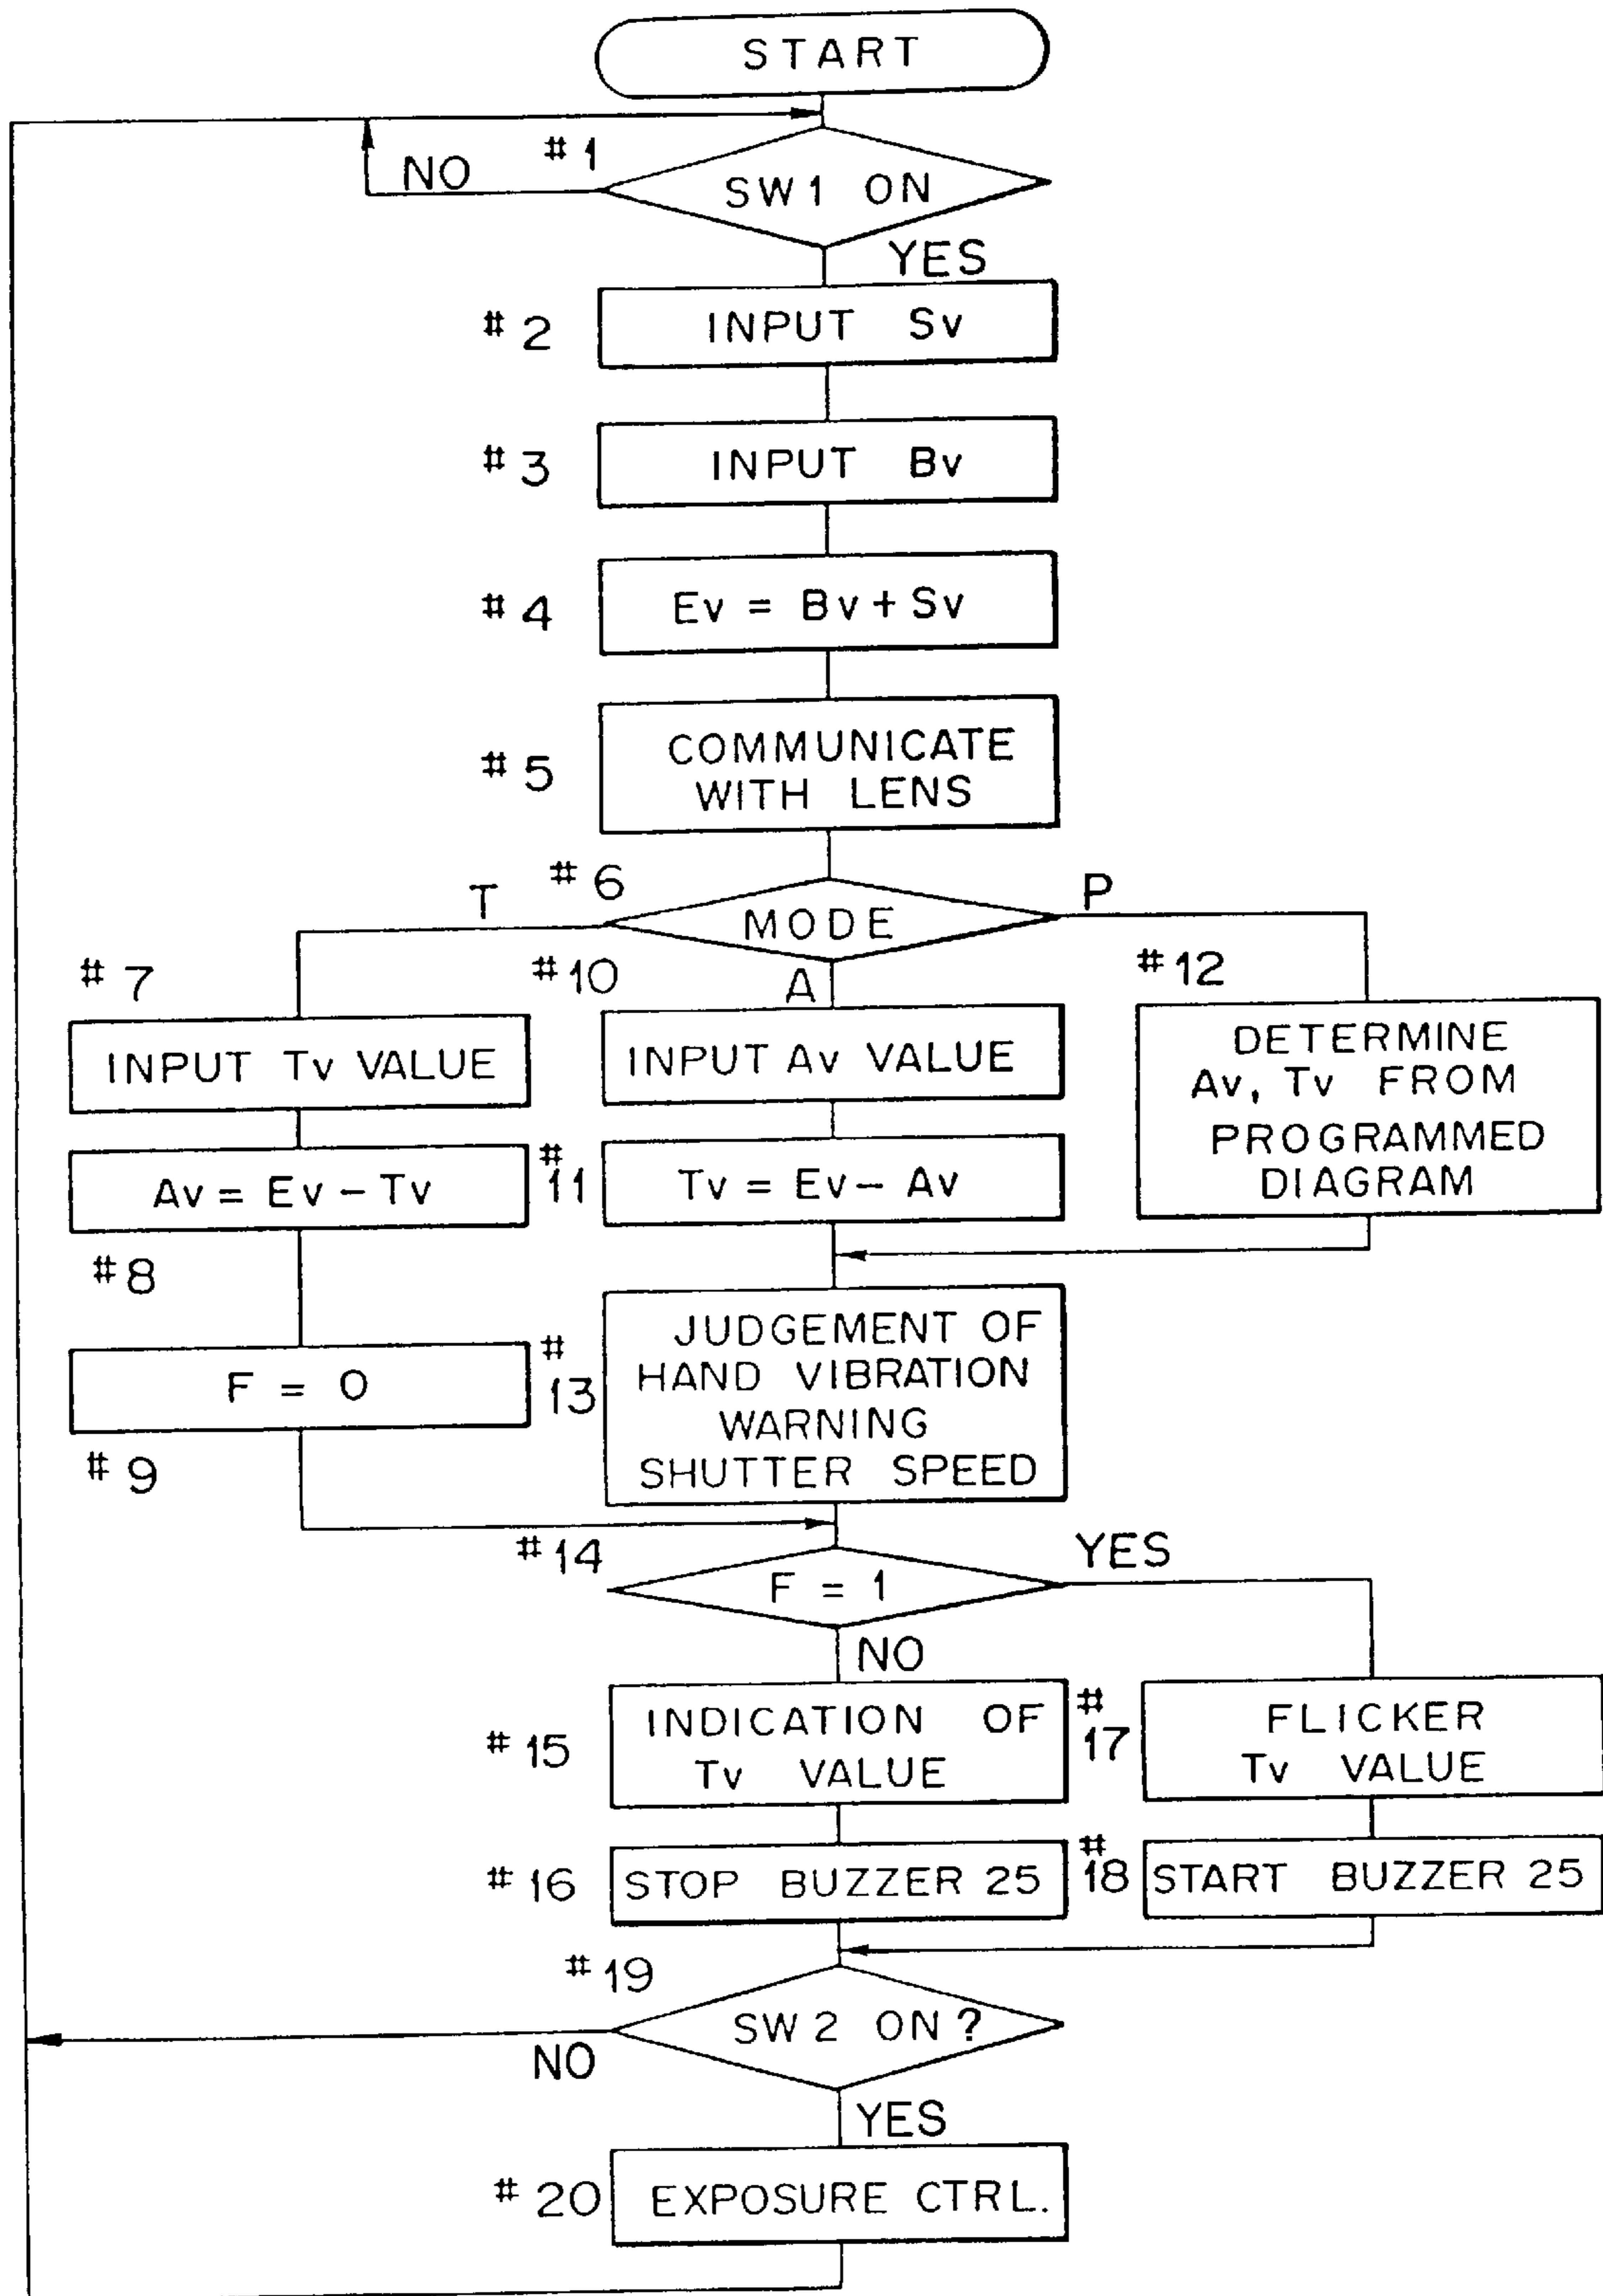 START
#1
NO
SW1 ON
YES
#2
INPUT Sv
#3
INPUT Bv
#4
Ev = Bv + Sv
#5
COMMUNICATE
WITH LENS
#6
T
MODE
P
#7
INPUT Tv VALUE
Av = Ev - Tv
#8
F = 0
#9
#10
A
INPUT Av VALUE
#11
Tv = Ev - Av
#12
DETERMINE
Av, Tv FROM
PROGRAMMED
DIAGRAM
#13
JUDGEMENT OF
HAND VIBRATION
WARNING
SHUTTER SPEED
#14
F = 1
YES
NO
#15
INDICATION OF
Tv VALUE
#16
STOP BUZZER 25
#17
FLICKER
Tv VALUE
#18
START BUZZER 25
#19
SW2 ON?
NO
YES
#20
EXPOSURE CTRL.